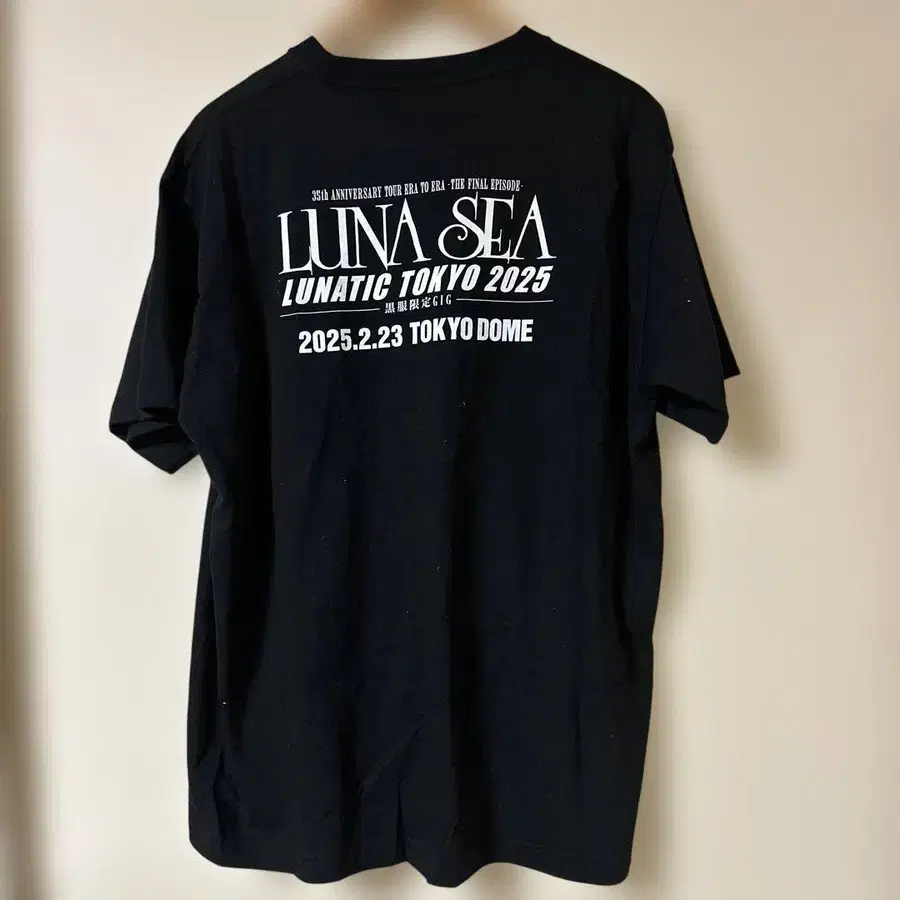 35th ANNIVERSARY TOUR ERA TO ERA -THE FINAL EPISODE-
LUNA SEA
LUNATIC TOKYO 2025
黒服限定GIG
2025.2.23 TOKYO DOME